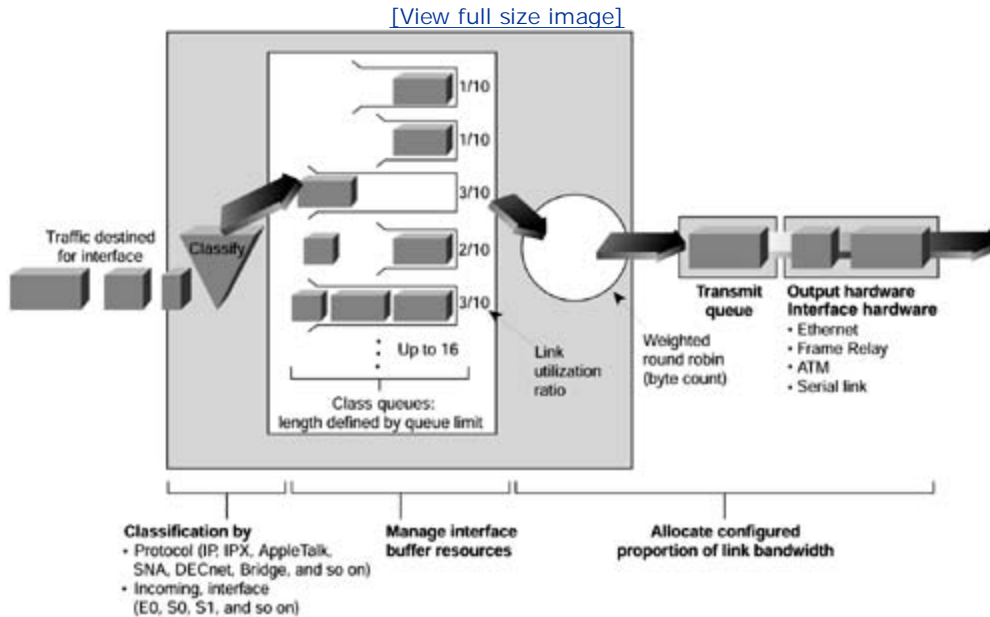 [View full size image]
1/10
1/10
3/10
2/10
3/10
Traffic destined
for interface
Classify
Up to 16
Class queues:
length defined by queue limit
Link
utilization
ratio
Weighted
round robin
(byte count)
Transmit
queue
Output hardware
Interface hardware
• Ethernet
• Frame Relay
• ATM
• Serial link
Classification by
• Protocol (IP, IPX, AppleTalk,
SNA, DECnet, Bridge, and so on)
• Incoming, interface
(E0, S0, S1, and so on)
Manage interface
buffer resources
Allocate configured
proportion of link bandwidth